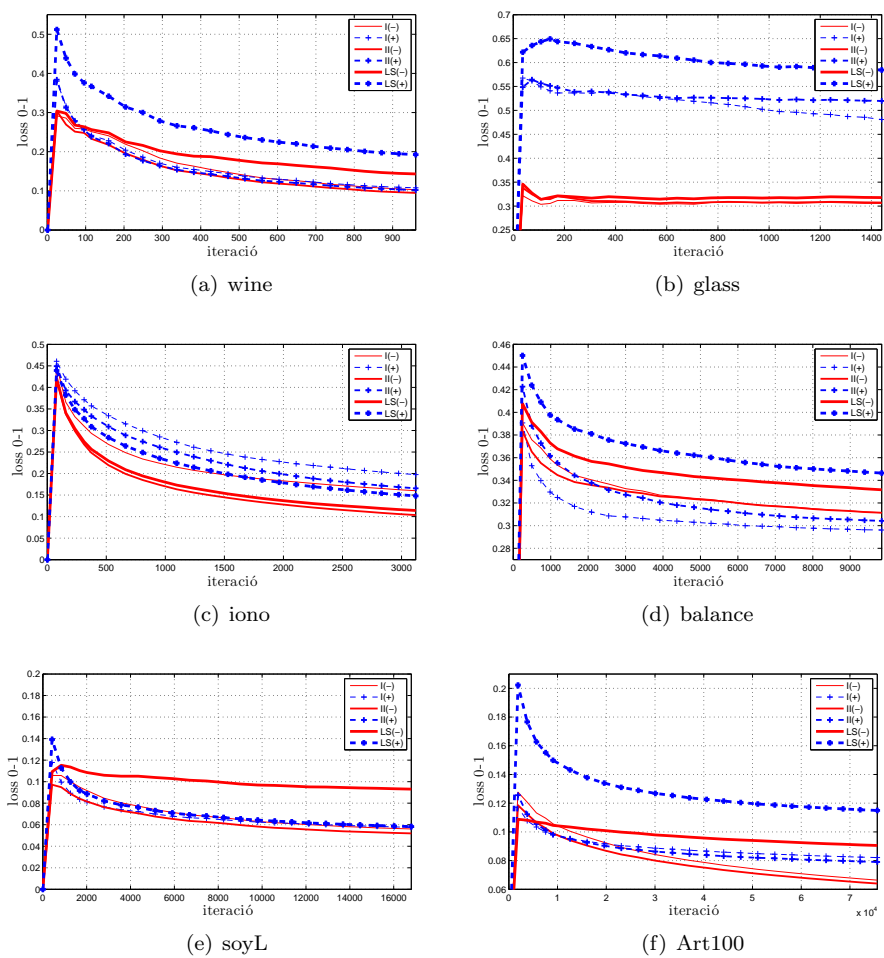 0.5
0.4
0.3
0.2
0.1
0
loss 0-1
0 100 200 300 400 500 600 700 800 900
iteració
I(−)
I(+)
II(−)
II(+)
LS(−)
LS(+)
(a) wine
0.7
0.65
0.6
0.55
0.5
0.45
0.4
0.35
0.3
0.25
loss 0-1
0 200 400 600 800 1000 1200 1400
iteració
I(−)
I(+)
II(−)
II(+)
LS(−)
LS(+)
(b) glass
0.5
0.45
0.4
0.35
0.3
0.25
0.2
0.15
0.1
0.05
0
loss 0-1
0 500 1000 1500 2000 2500 3000
iteració
I(−)
I(+)
II(−)
II(+)
LS(−)
LS(+)
(c) iono
0.46
0.44
0.42
0.4
0.38
0.36
0.34
0.32
0.3
0.28
loss 0-1
0 1000 2000 3000 4000 5000 6000 7000 8000 9000
iteració
I(−)
I(+)
II(−)
II(+)
LS(−)
LS(+)
(d) balance
0.2
0.18
0.16
0.14
0.12
0.1
0.08
0.06
0.04
0.02
0
loss 0-1
0 2000 4000 6000 8000 10000 12000 14000 16000
iteració
I(−)
I(+)
II(−)
II(+)
LS(−)
LS(+)
(e) soyL
0.2
0.18
0.16
0.14
0.12
0.1
0.08
0.06
loss 0-1
0 1 2 3 4 5 6 7
x 10⁴
iteració
I(−)
I(+)
II(−)
II(+)
LS(−)
LS(+)
(f) Art100